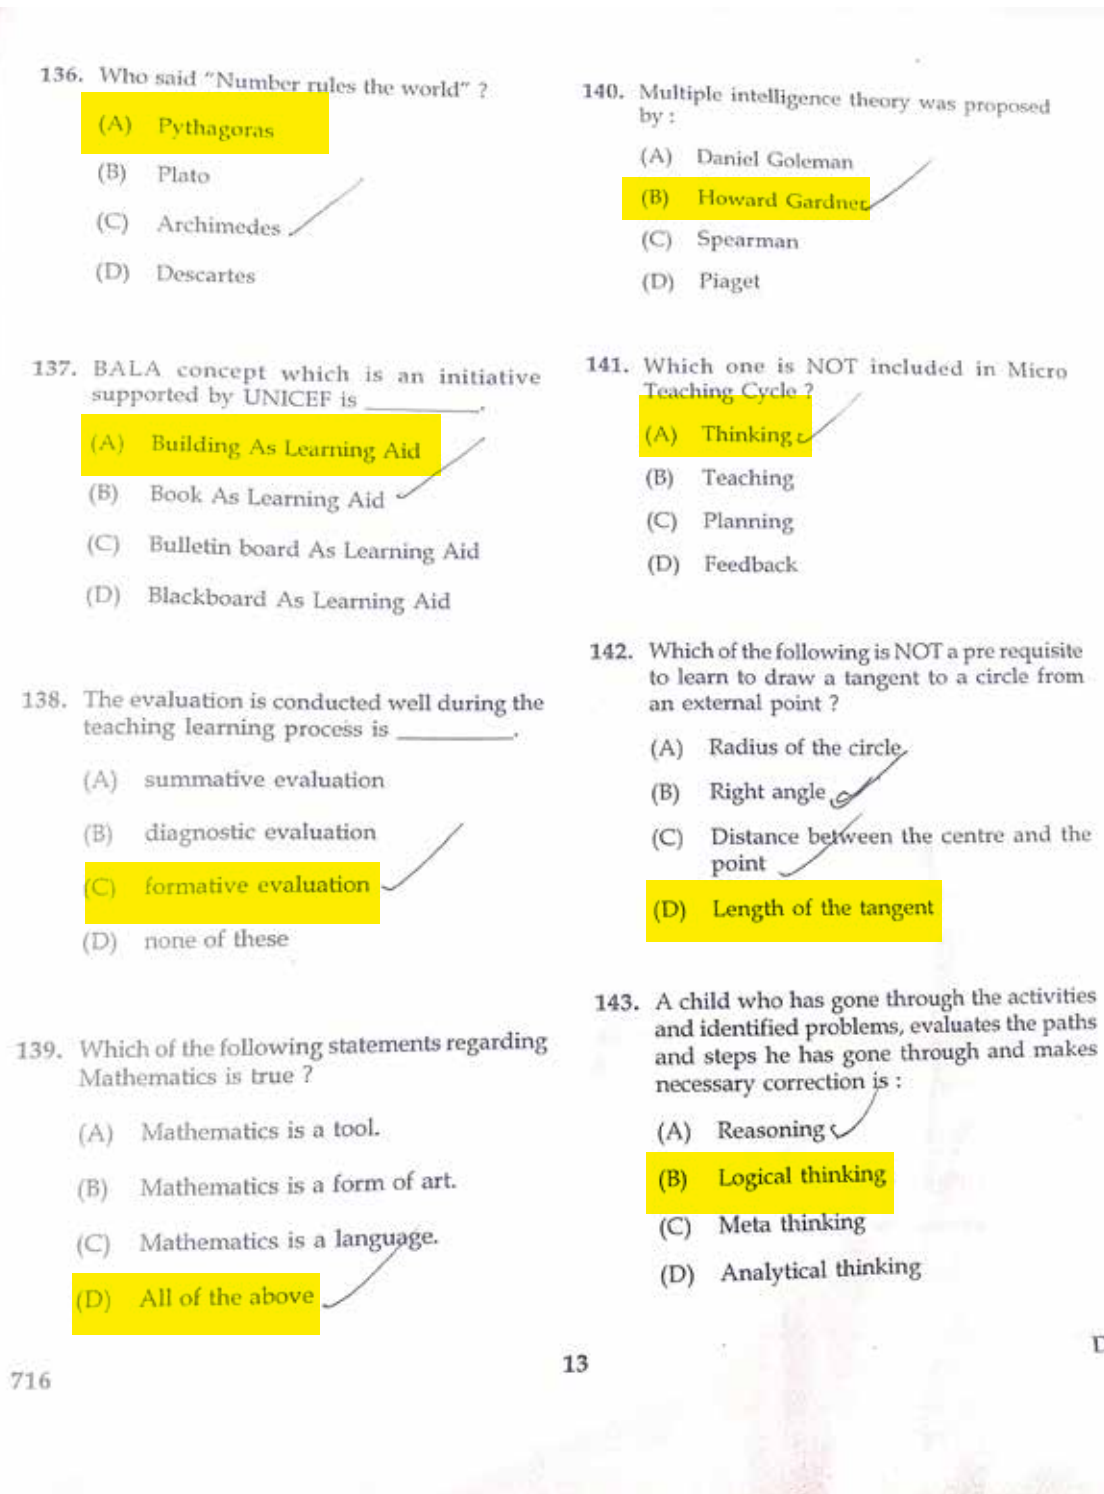 136. Who said "Number rules the world" ?
(A) Pythagoras
(B) Plato
(C) Archimedes
(D) Descartes
137. BALA concept which is an initiative
supported by UNICEF is ________.
(A) Building As Learning Aid
(B) Book As Learning Aid
(C) Bulletin board As Learning Aid
(D) Blackboard As Learning Aid
138. The evaluation is conducted well during the
teaching learning process is ________.
(A) summative evaluation
(B) diagnostic evaluation
(C) formative evaluation
(D) none of these
139. Which of the following statements regarding
Mathematics is true ?
(A) Mathematics is a tool.
(B) Mathematics is a form of art.
(C) Mathematics is a language.
(D) All of the above
140. Multiple intelligence theory was proposed
by :
(A) Daniel Goleman
(B) Howard Gardner
(C) Spearman
(D) Piaget
141. Which one is NOT included in Micro
Teaching Cycle ?
(A) Thinking
(B) Teaching
(C) Planning
(D) Feedback
142. Which of the following is NOT a pre requisite
to learn to draw a tangent to a circle from
an external point ?
(A) Radius of the circle
(B) Right angle
(C) Distance between the centre and the
point
(D) Length of the tangent
143. A child who has gone through the activities
and identified problems, evaluates the paths
and steps he has gone through and makes
necessary correction is :
(A) Reasoning
(B) Logical thinking
(C) Meta thinking
(D) Analytical thinking
716
13